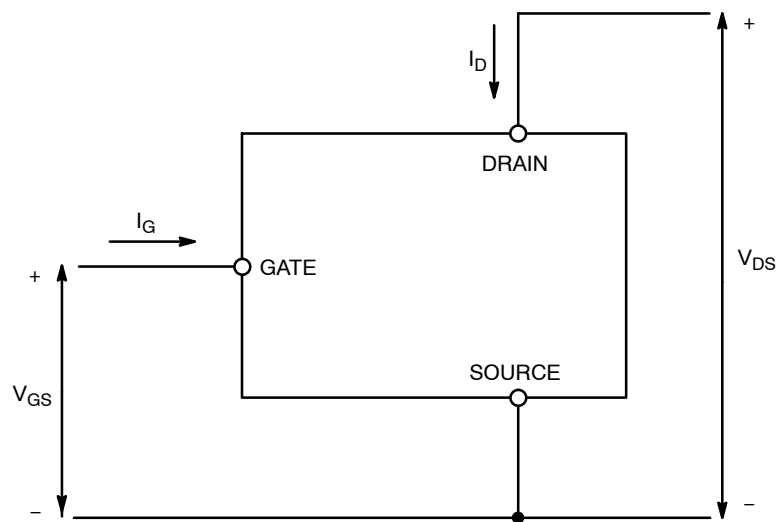 +
I_D
DRAIN
I_G
+
GATE
V_DS
SOURCE
V_GS
−
−